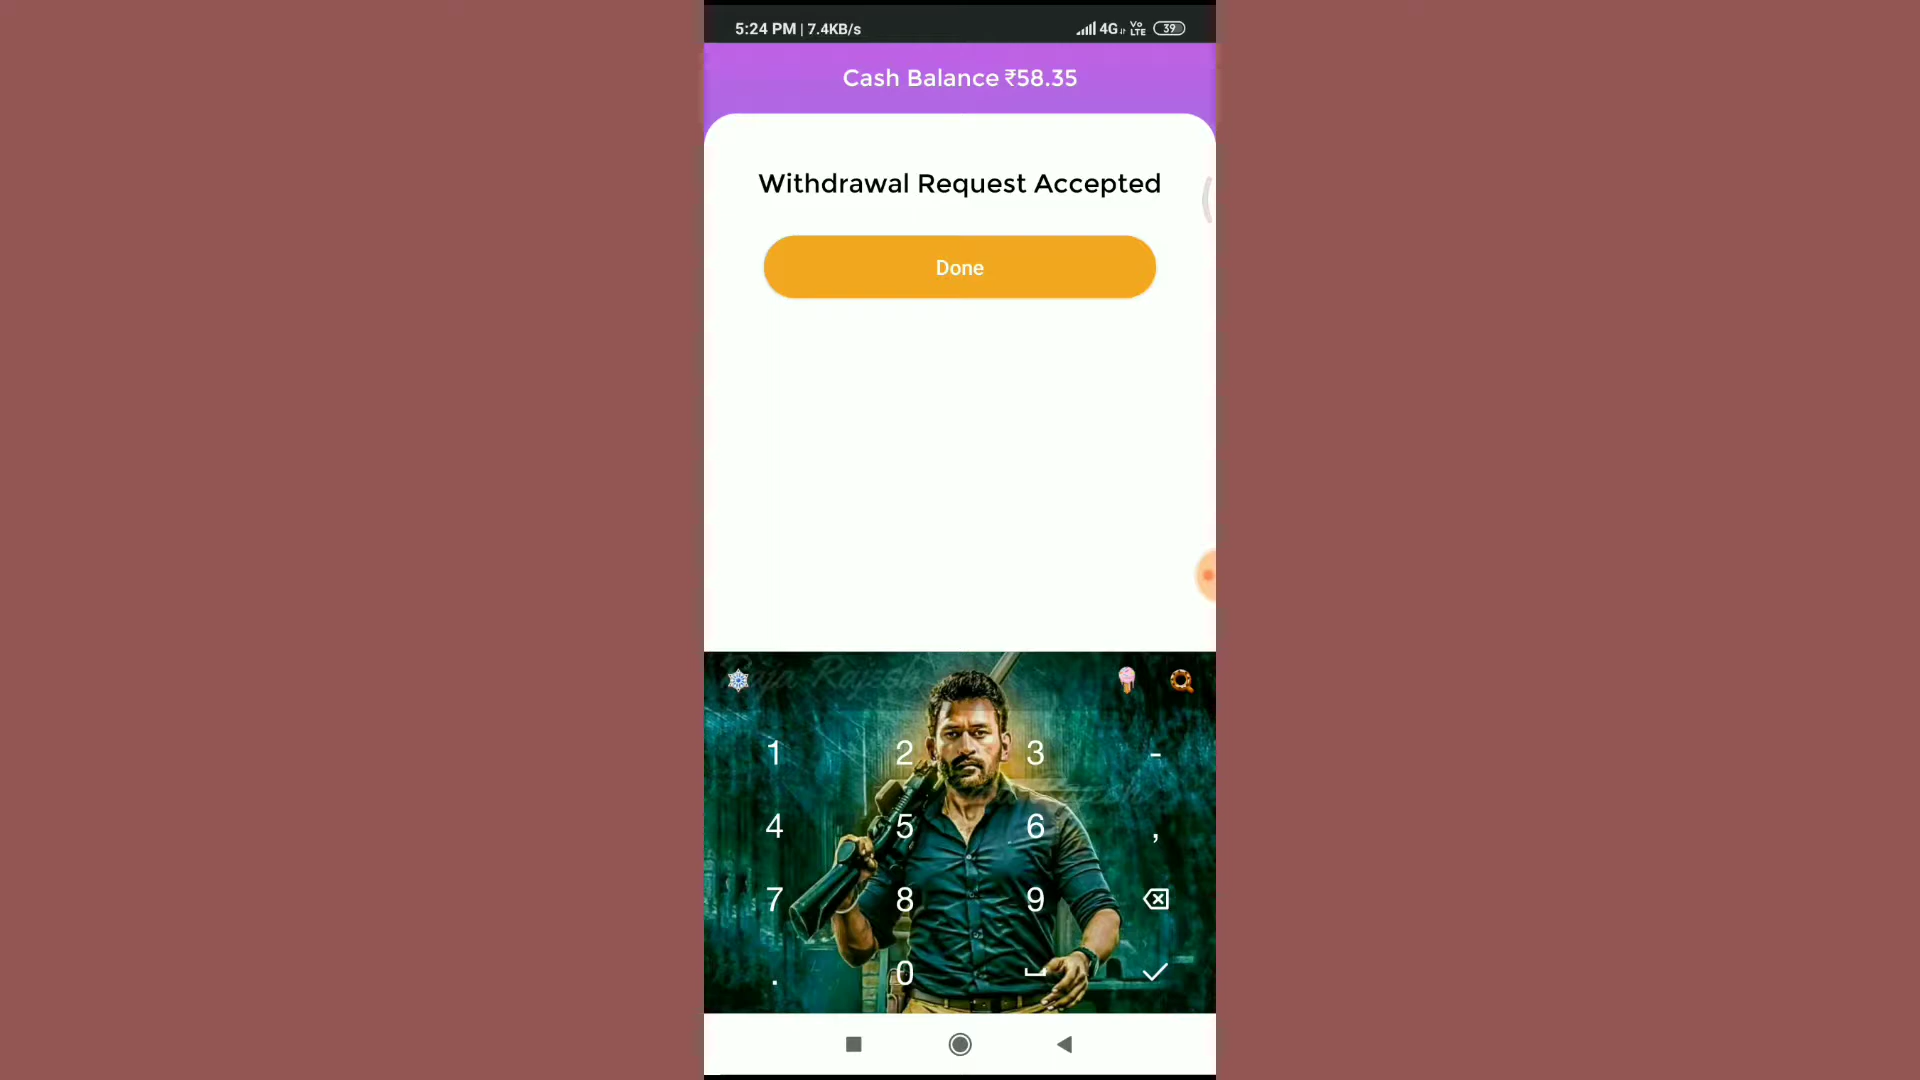 5:24 PM | 7.4KB/s 4G Vo LTE 39
Cash Balance ₹58.35
Withdrawal Request Accepted
Done
1 2 3 -
4 5 6 ,
7 8 9
. 0